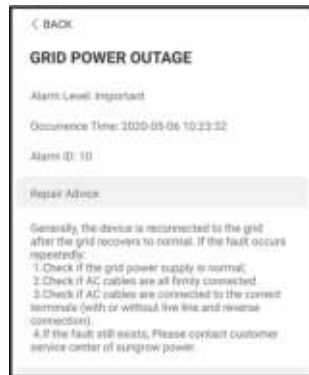 < BACK
GRID POWER OUTAGE
Alarm Level: Important
Occurrence Time: 2020-05-06 10:23:32
Alarm ID: 10
Repair Advice:
Generally, the device is reconnected to the grid
after the grid recovers to normal. If the fault occurs
repeatedly:
1.Check if the grid power supply is normal;
2.Check if AC cables are all firmly connected.
3.Check if AC cables are connected to the correct
terminals (with or without live line and reverse
connection).
4.If the fault still exists, Please contact customer
service center of sungrow power.